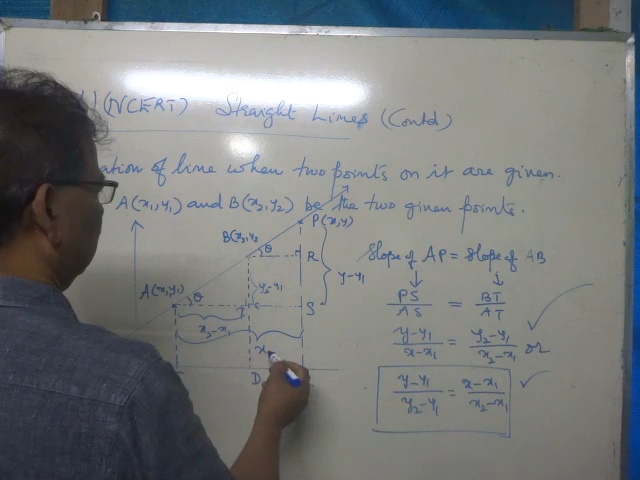 (NCERT) Straight Lines (Contd)
ation of line when two points on it are given.
A(x₁,y₁) and B(x₂,y₂) be the two given points.
P(x,y)
B(x₂,y₂
θ
R
Slope of AP = Slope of AB
y-y₁
A(x₁,y₁)
θ
y₂-y₁
S
PS/AS = BT/AT
x₂-x₁
y-y₁/x-x₁ = y₂-y₁/x₂-x₁ or
x
D
y-y₁/y₂-y₁ = x-x₁/x₂-x₁